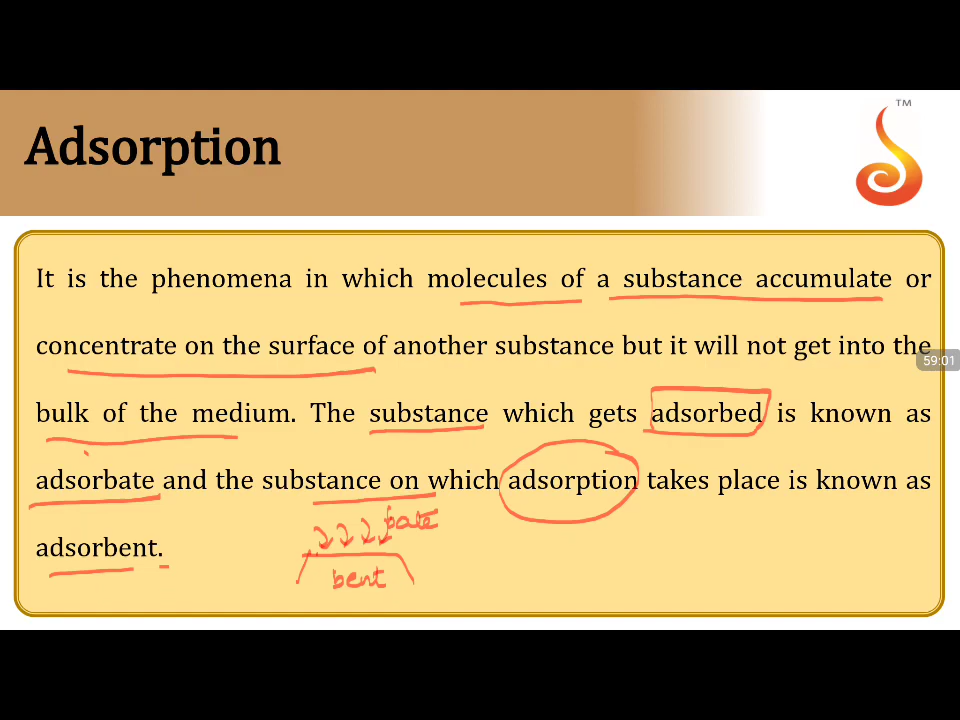 TM
Adsorption
It is the phenomena in which molecules of a substance accumulate or
concentrate on the surface of another substance but it will not get into the
59:01
bulk of the medium. The substance which gets adsorbed is known as
adsorbate and the substance on which adsorption takes place is known as
bate
adsorbent.
bent